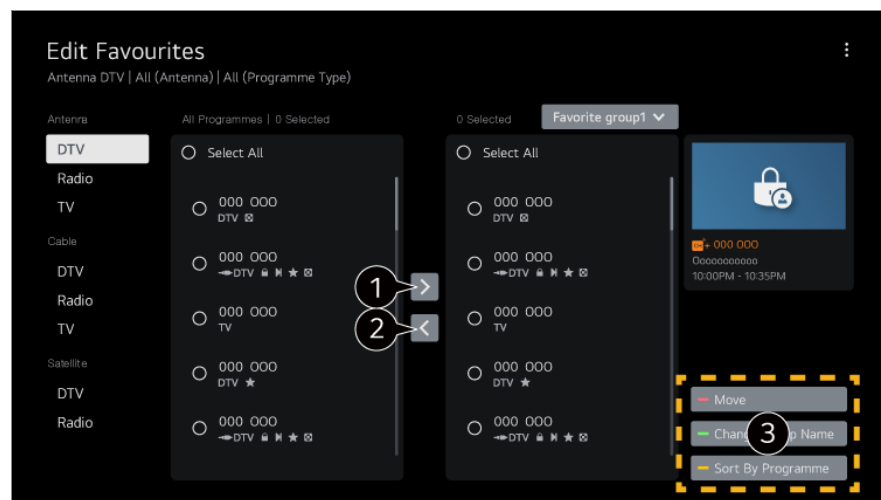 Edit Favourites
Antenna DTV | All (Antenna) | All (Programme Type)
Antenna
All Programmes | 0 Selected
0 Selected
Favorite group1
DTV
Radio
TV
Cable
DTV
Radio
TV
Satellite
DTV
Radio
Select All
000 000
DTV
000 000
DTV
000 000
TV
000 000
DTV
000 000
DTV
1
2
Select All
000 000
DTV
000 000
DTV
000 000
TV
000 000
DTV
000 000
DTV
+ 000 000
Ooooooooooo
10:00PM - 10:35PM
Move
3
Name
Sort By Programme